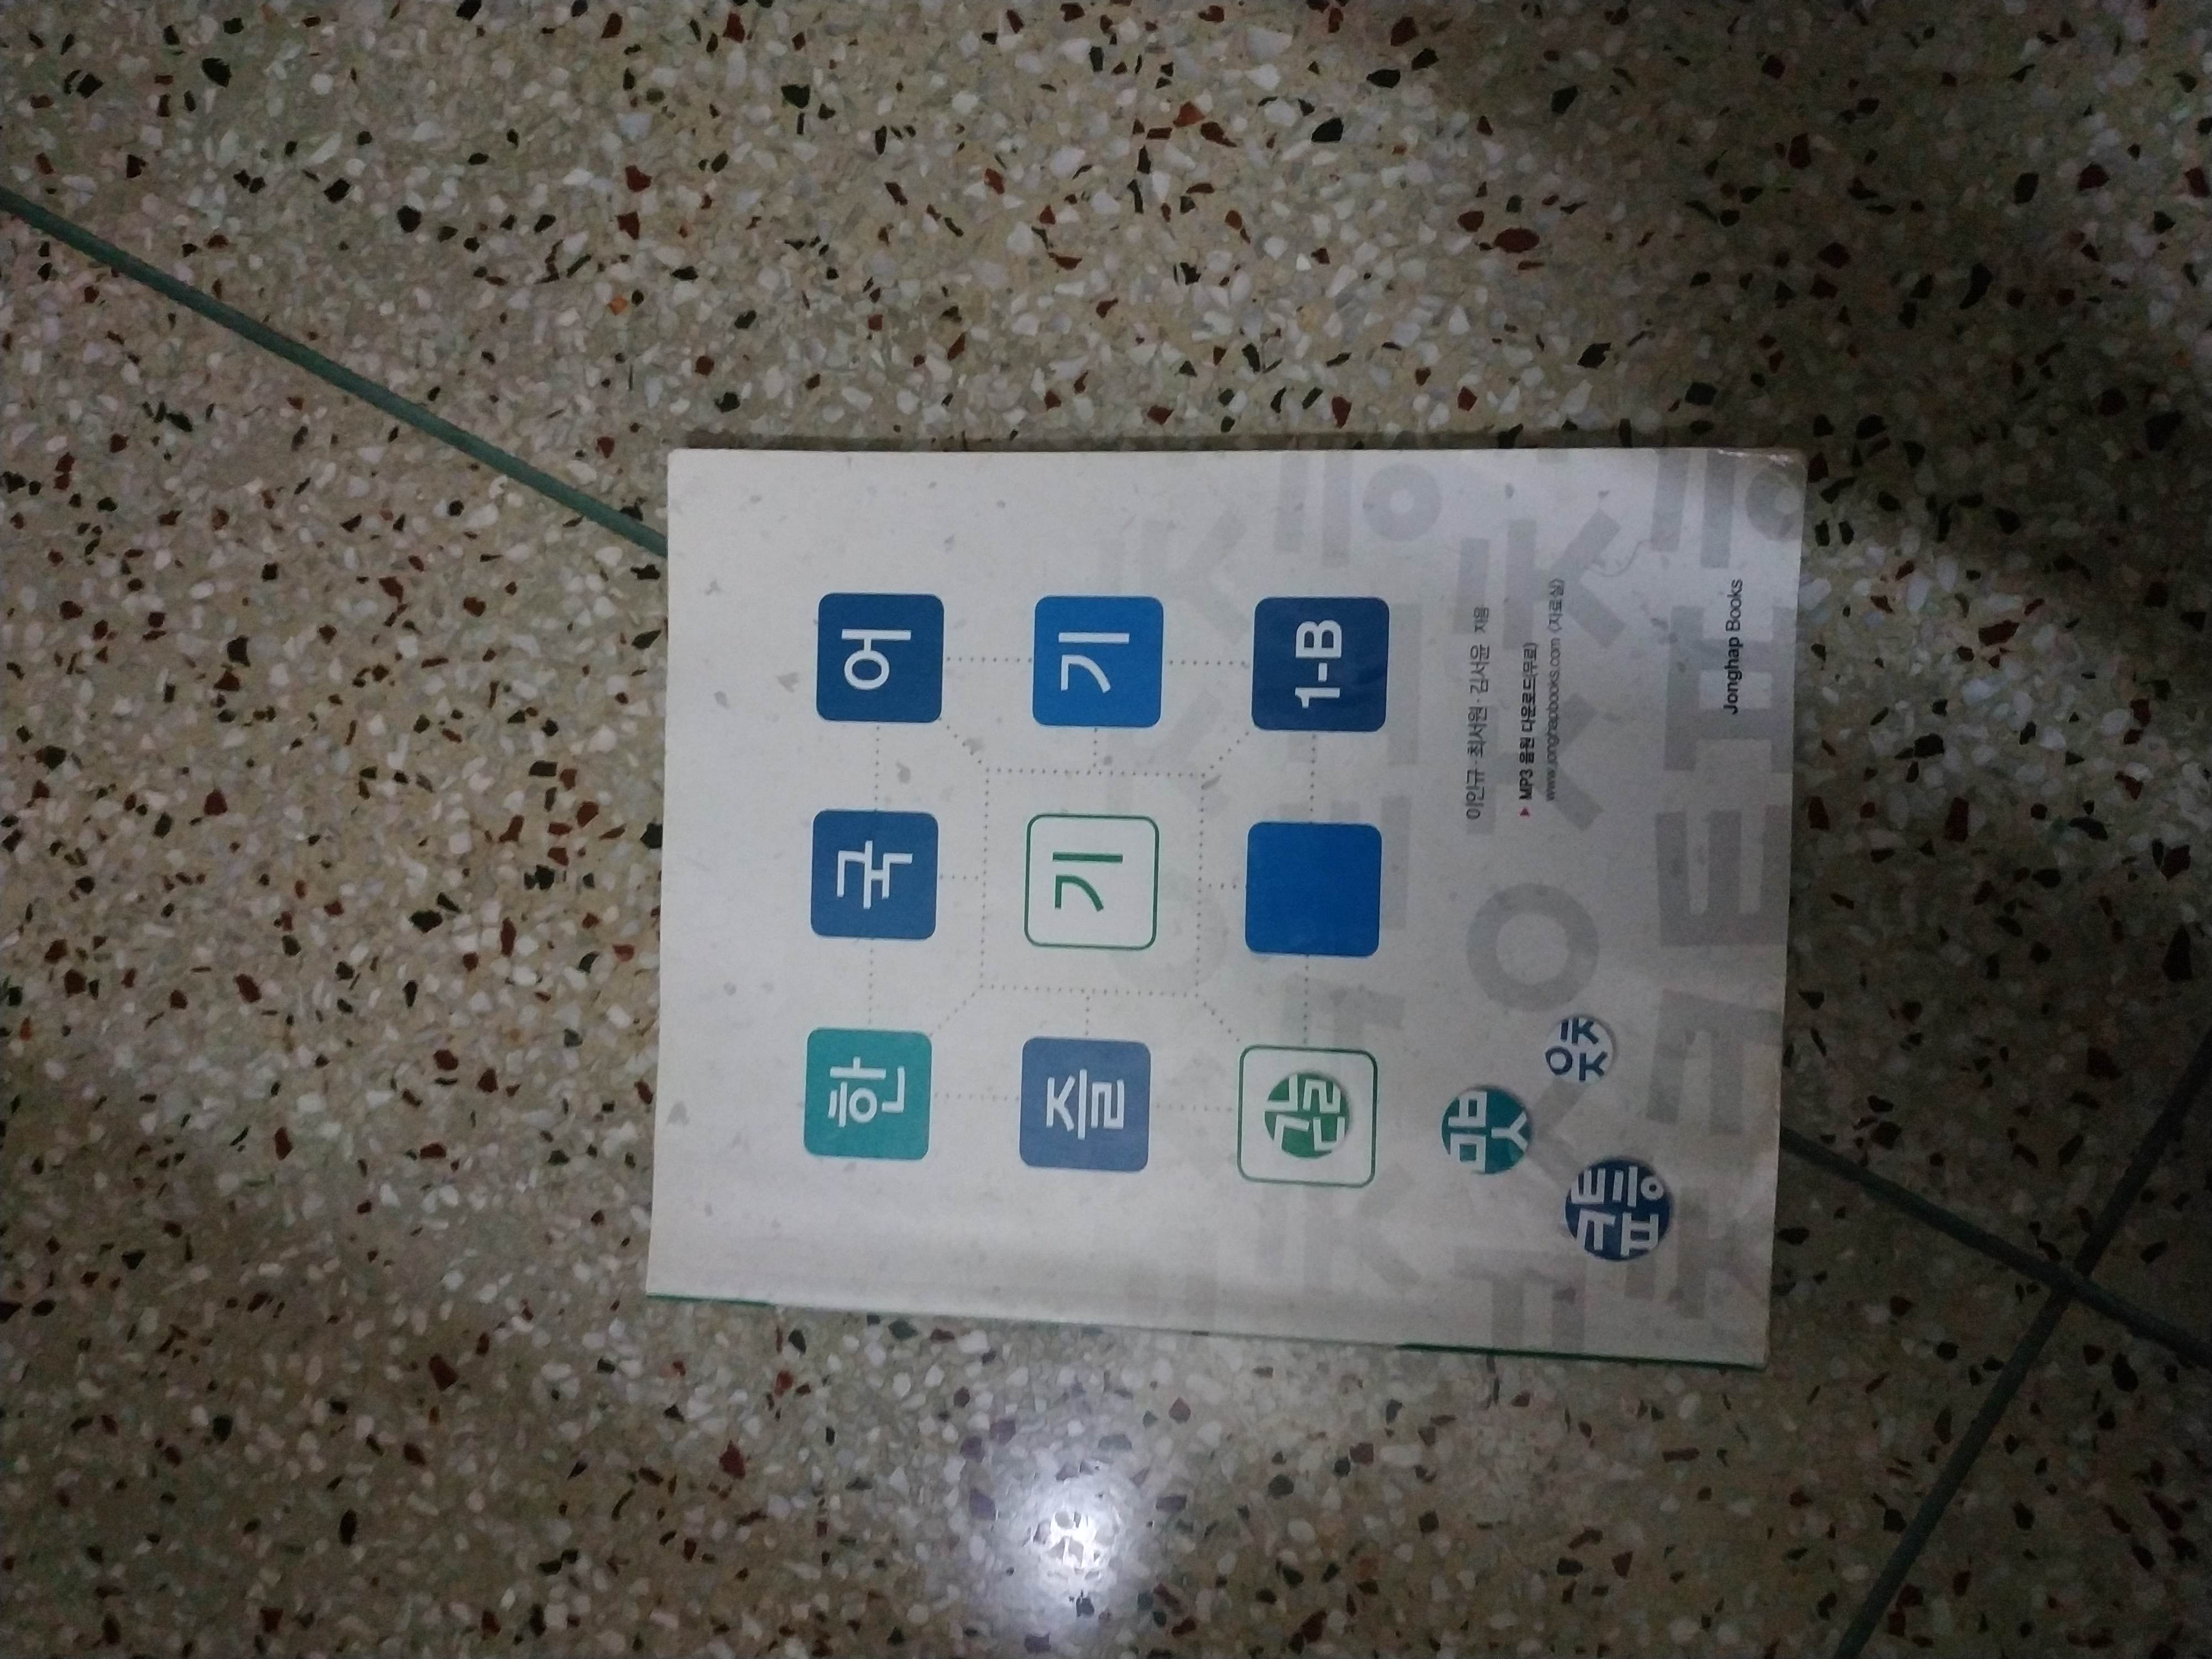 한 국 어
즐 기 기
1-B
이인규·최서원·김서윤 지음
▶ MP3 음원 다운로드(무료)
www.jonghapbooks.com 〈자료실〉
Jonghap Books